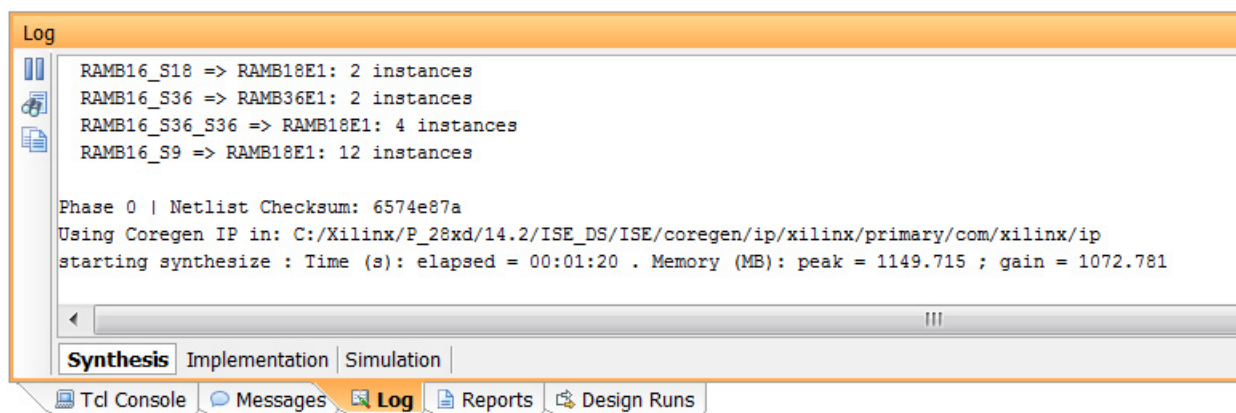 Log
RAMB16_S18 => RAMB18E1: 2 instances
RAMB16_S36 => RAMB36E1: 2 instances
RAMB16_S36_S36 => RAMB18E1: 4 instances
RAMB16_S9 => RAMB18E1: 12 instances
Phase 0 | Netlist Checksum: 6574e87a
Using Coregen IP in: C:/Xilinx/P_28xd/14.2/ISE_DS/ISE/coregen/ip/xilinx/primary/com/xilinx/ip
starting synthesize : Time (s): elapsed = 00:01:20 . Memory (MB): peak = 1149.715 ; gain = 1072.781
Synthesis Implementation Simulation
Tcl Console Messages Log Reports Design Runs